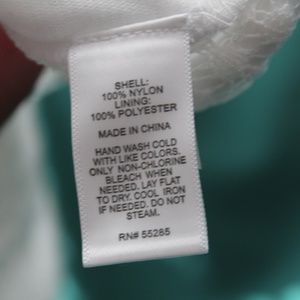 SHELL:
100% NYLON
LINING:
100% POLYESTER
MADE IN CHINA
HAND WASH COLD
WITH LIKE COLORS.
ONLY NON-CHLORINE
BLEACH WHEN
NEEDED. LAY FLAT
TO DRY. COOL IRON
IF NEEDED. DO NOT
STEAM.
RN# 55285